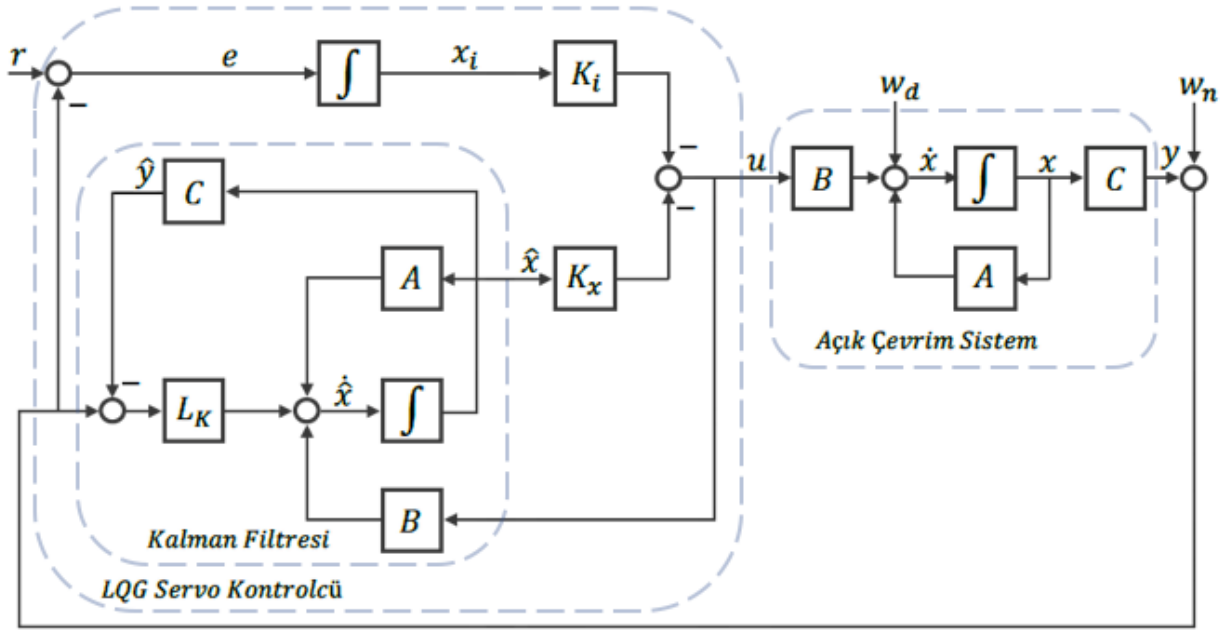 r
e
∫
x_i
K_i
−
−
w_d
w_n
ŷ
C
u
B
ẋ
∫
x
C
y
A
x̂
K_x
−
A
Açık Çevrim Sistem
−
L_K
x̂̇
∫
B
Kalman Filtresi
LQG Servo Kontrolcü